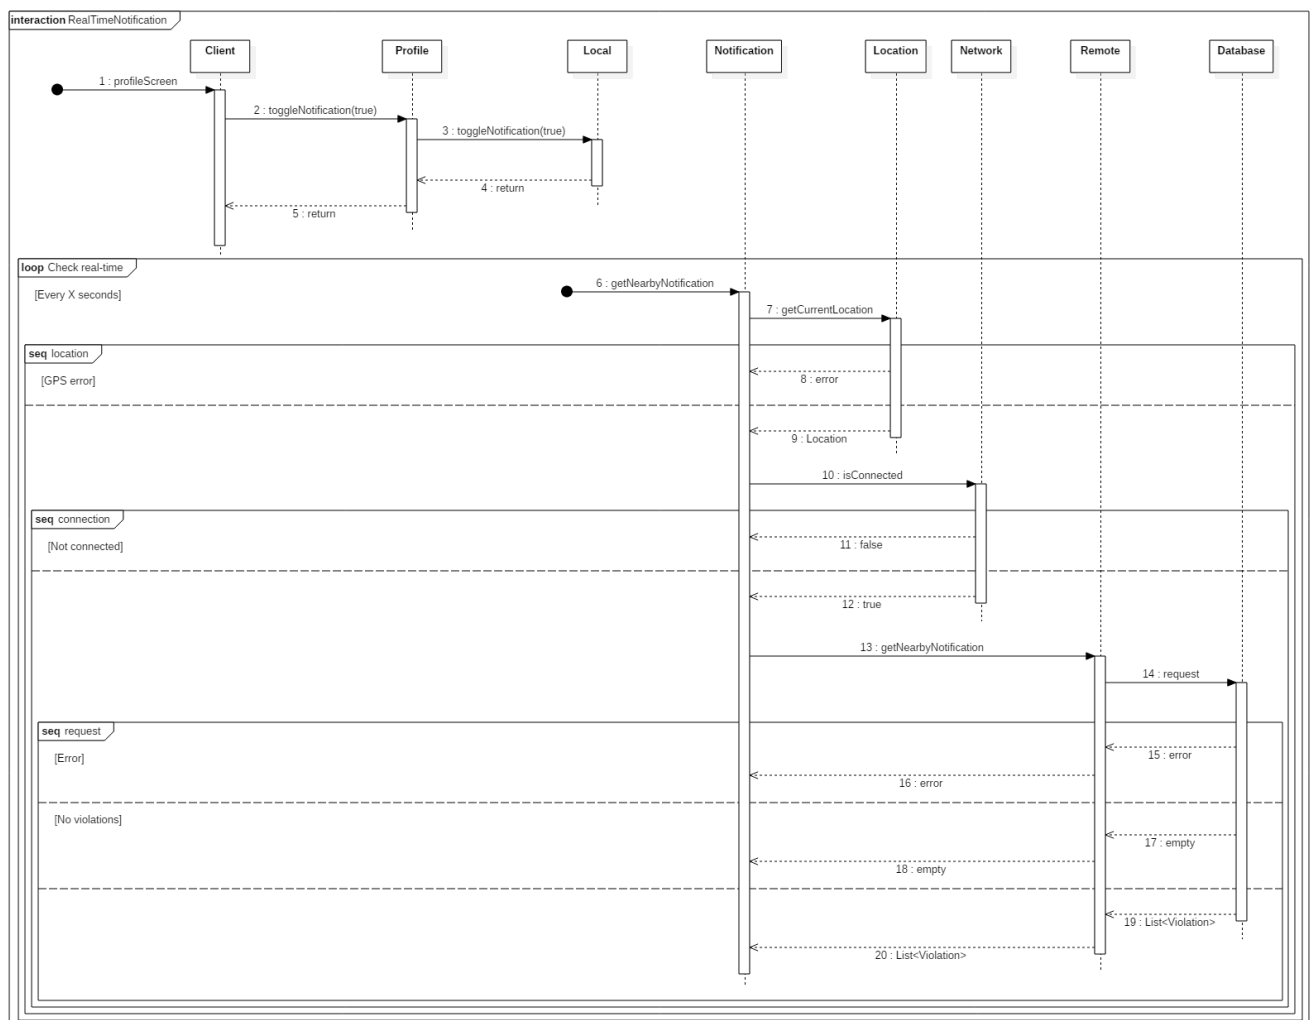 interaction RealTimeNotification
Client Profile Local Notification Location Network Remote Database
1 : profileScreen
2 : toggleNotification(true)
3 : toggleNotification(true)
4 : return
5 : return
loop Check real-time
6 : getNearbyNotification
[Every X seconds]
7 : getCurrentLocation
seq location
[GPS error]
8 : error
9 : Location
10 : isConnected
seq connection
[Not connected]
11 : false
12 : true
13 : getNearbyNotification
14 : request
seq request
[Error]
15 : error
16 : error
[No violations]
17 : empty
18 : empty
19 : List<Violation>
20 : List<Violation>